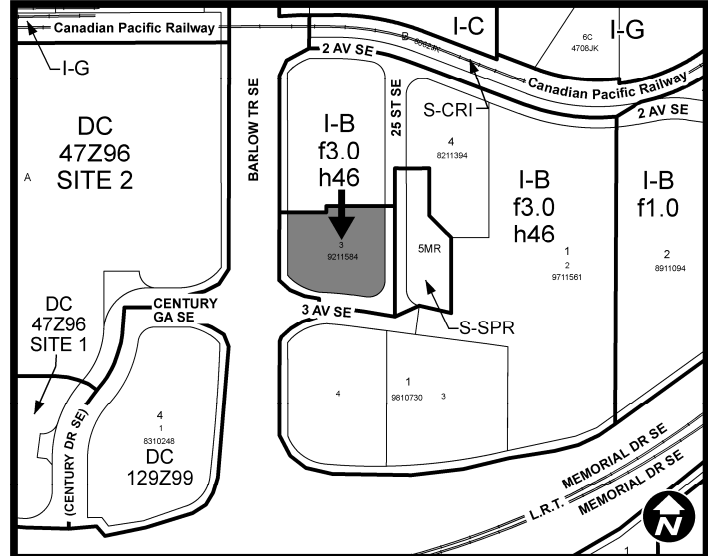 Canadian Pacific Railway
I-G
I-C
I-G
6C
4708JK
2 AV SE
Canadian Pacific Railway
2 AV SE
S-CRI
DC
47Z96
SITE 2
A
BARLOW TR SE
I-B
f3.0
h46
25 ST SE
4
8211394
I-B
f3.0
h46
I-B
f1.0
3
9211584
5MR
1
2
9711561
2
8911094
CENTURY
GA SE
3 AV SE
S-SPR
DC
47Z96
SITE 1
(CENTURY DR SE)
4
1
8310248
DC
129Z99
4
1
9810730
3
MEMORIAL DR SE
L.R.T.
MEMORIAL DR SE
N
1